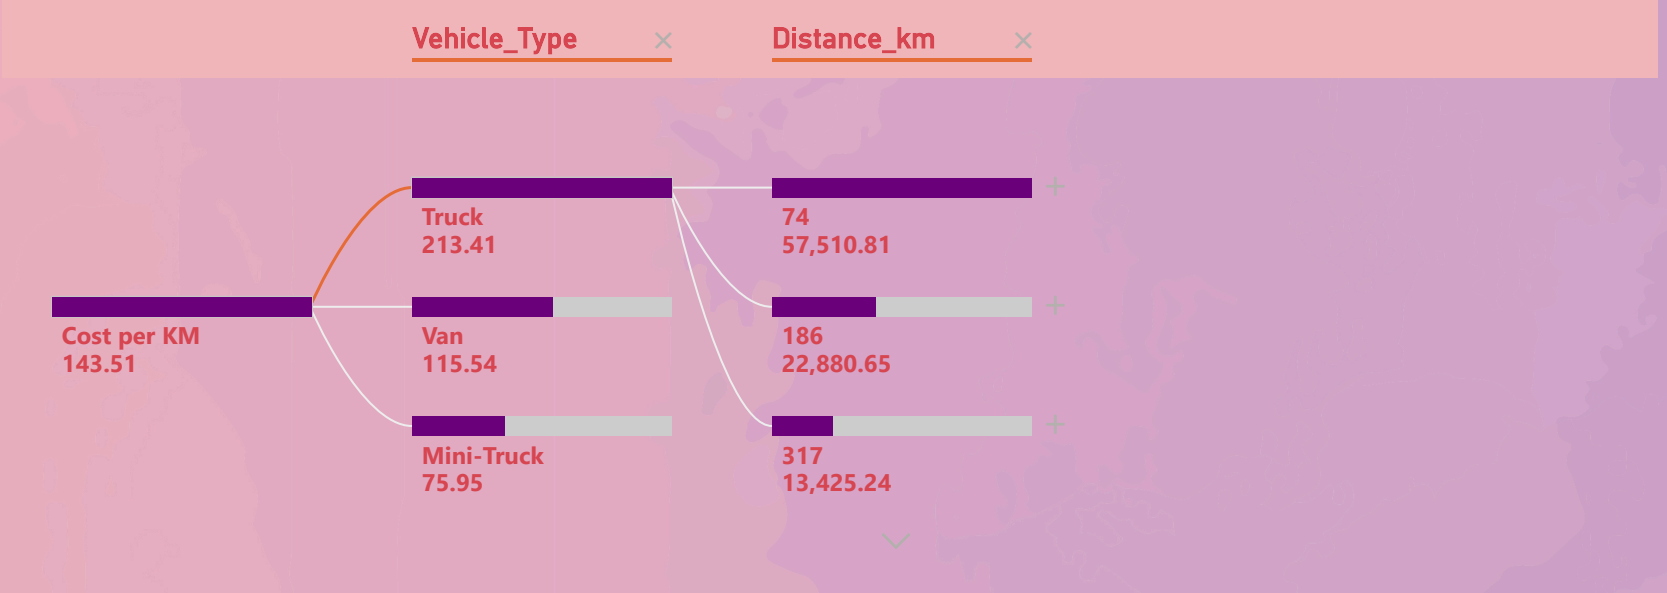 Vehicle_Type
Distance_km
Cost per KM
143.51
Truck
213.41
Van
115.54
Mini-Truck
75.95
74
57,510.81
186
22,880.65
317
13,425.24